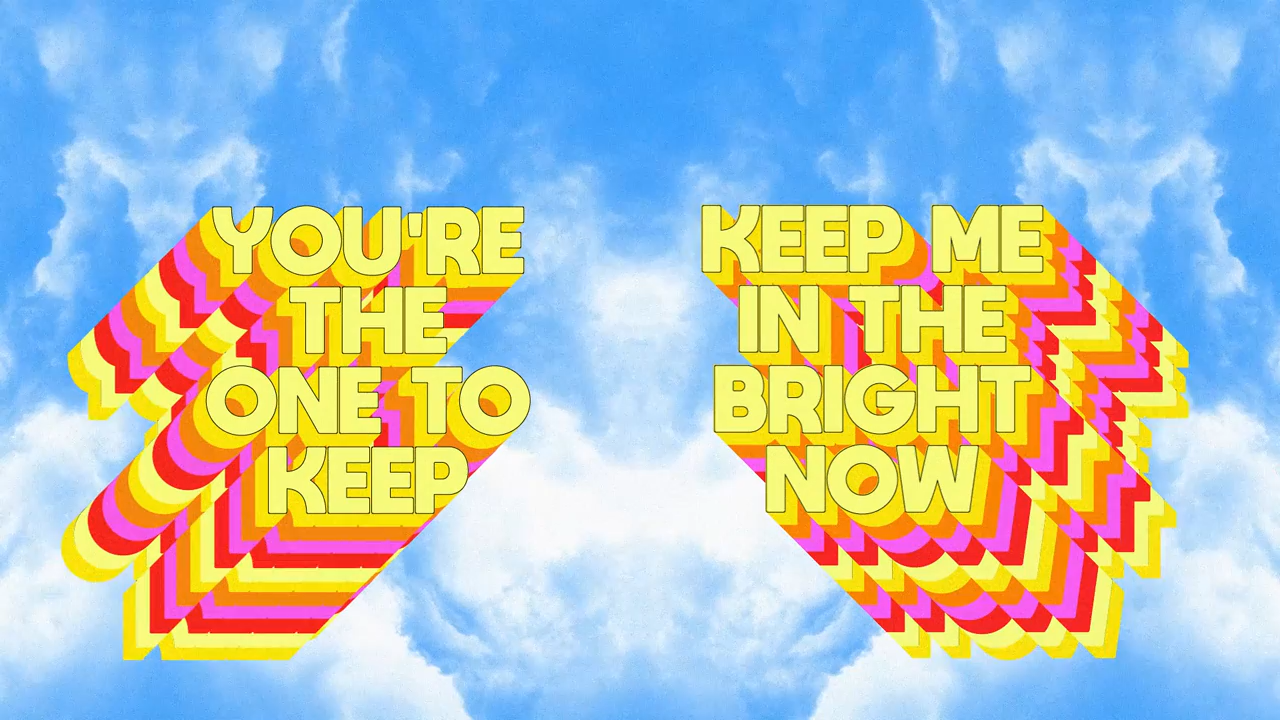 YOU'RE
THE
ONE TO
KEEP
KEEP ME
IN THE
BRIGHT
NOW